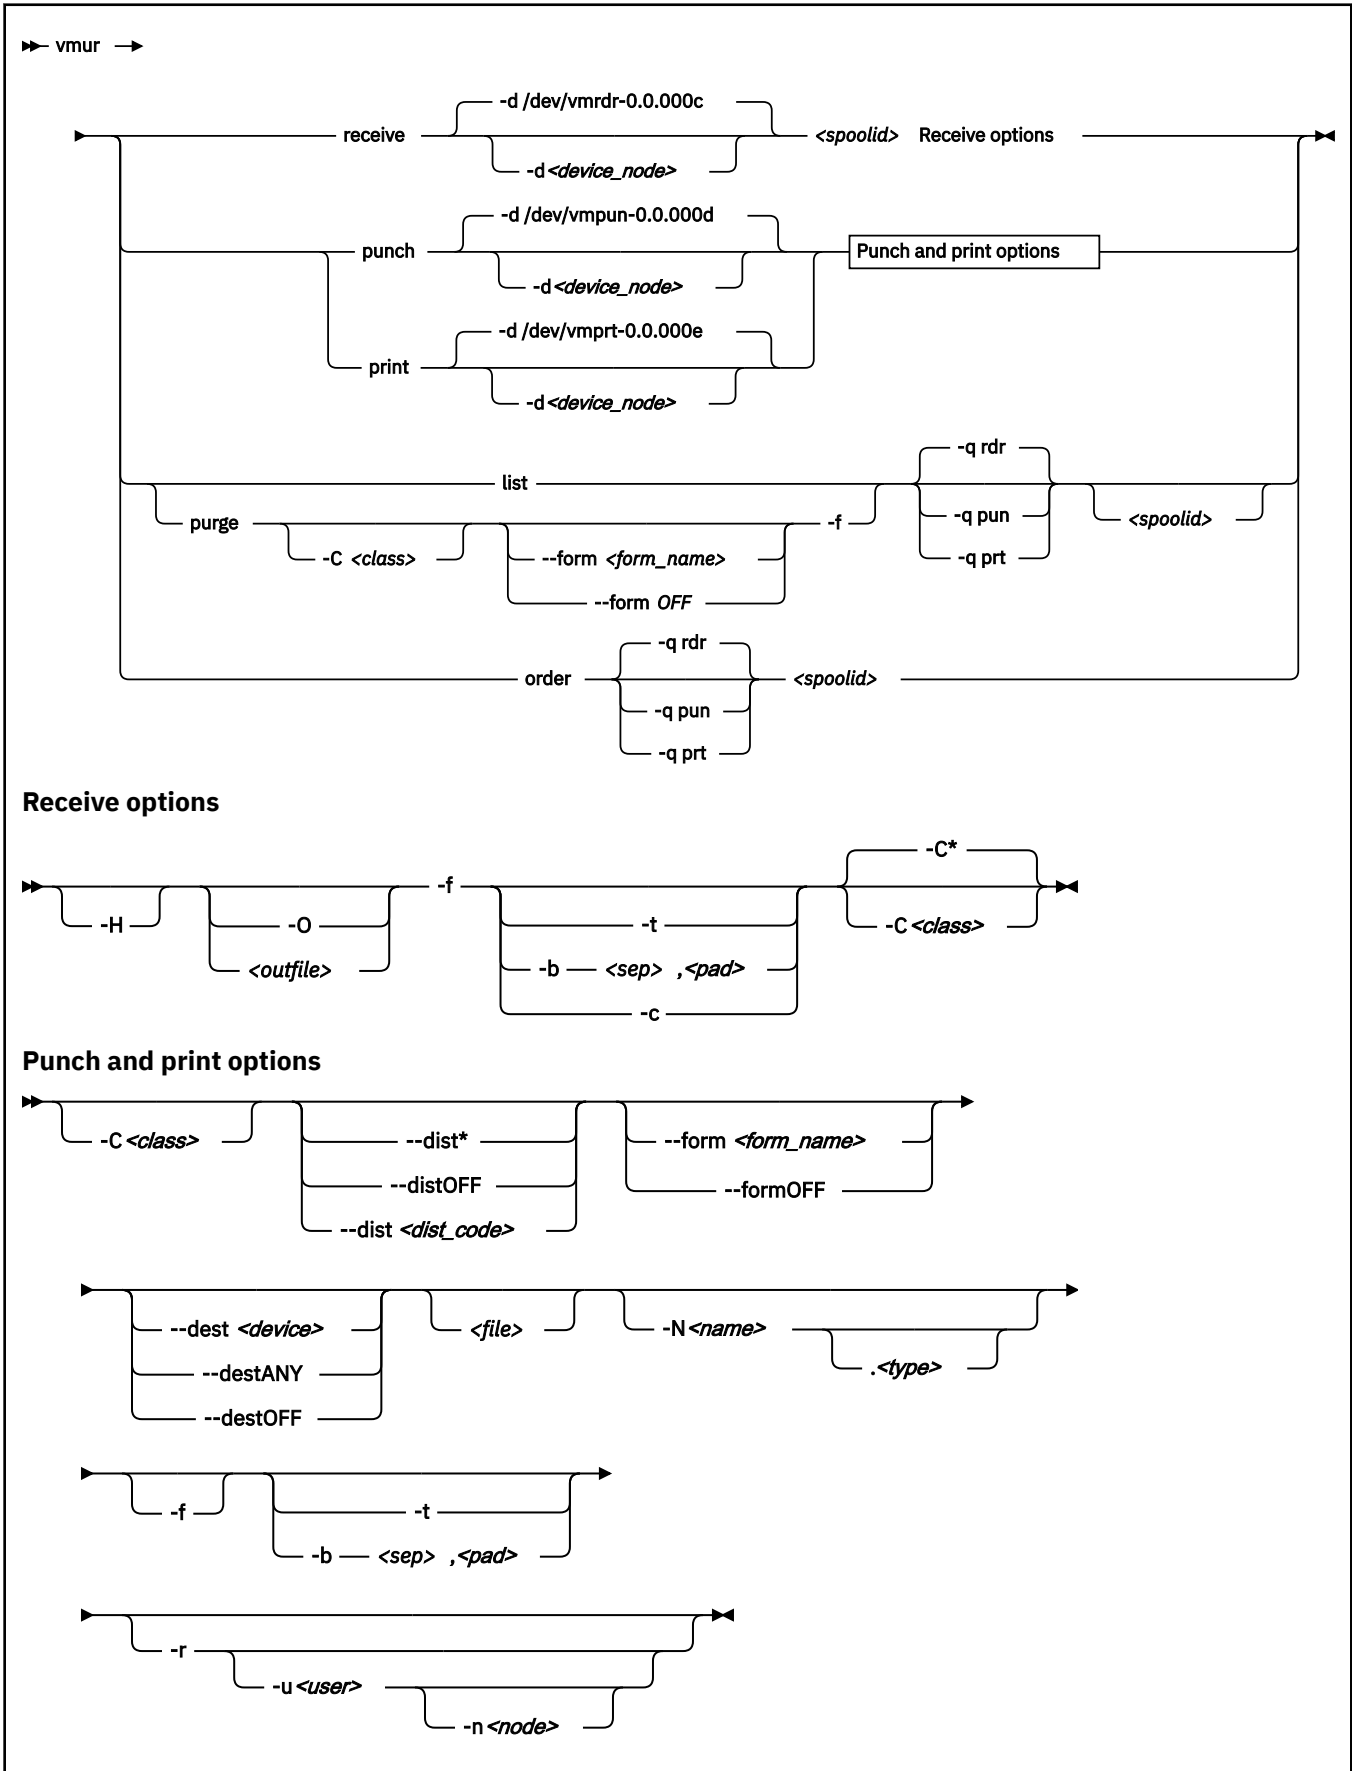 vmur
-d /dev/vmrdr-0.0.000c
receive <spoolid> Receive options
-d <device_node>
-d /dev/vmpun-0.0.000d
punch Punch and print options
-d <device_node>
-d /dev/vmprt-0.0.000e
print
-d <device_node>
-q rdr
list
-q pun <spoolid>
purge -f
-C <class> --form <form_name> -q prt
--form OFF
-q rdr
order <spoolid>
-q pun
-q prt
Receive options
-C*
-f
-H -O -t -C <class>
<outfile> -b <sep> ,<pad>
-c
Punch and print options
-C <class> --dist* --form <form_name>
--distOFF --formOFF
--dist <dist_code>
--dest <device> <file> -N <name>
--destANY .<type>
--destOFF
-f -t
-b <sep> ,<pad>
-r
-u <user>
-n <node>